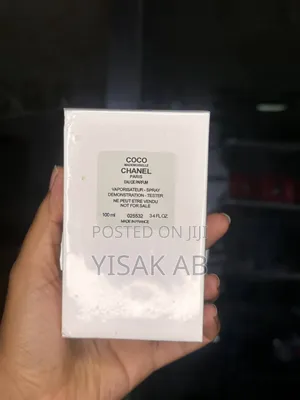 COCO
MADEMOISELLE
CHANEL
PARIS
EAU DE PARFUM
VAPORISATEUR - SPRAY
DEMONSTRATION - TESTER
NE PEUT ETRE VENDU
NOT FOR SALE
100 ml 025532 3.4 FL.OZ.
MADE IN FRANCE
POSTED ON JIJI
YISAK AB